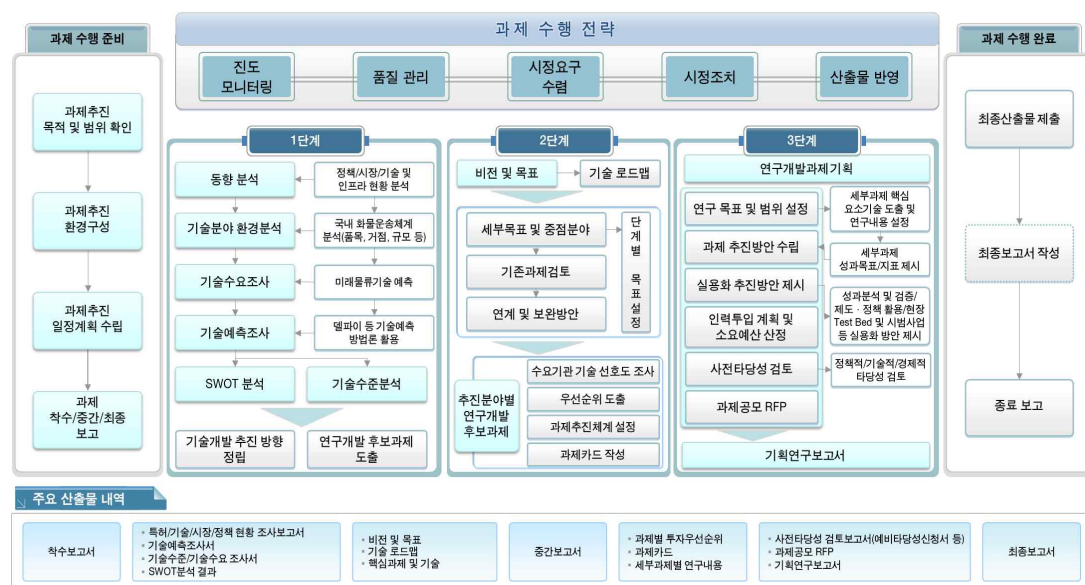 과제 수행 준비
과제추진
목적 및 범위 확인
과제추진
환경구성
과제추진
일정계획 수립
과제
착수/중간/최종
보고
과제 수행 전략
진도
모니터링
품질 관리
시정요구
수렴
시정조치
산출물 반영
1단계
동향 분석
정책/시장/기술 및
인프라 현황 분석
기술분야 환경분석
국내 화물운송체계
분석(품목, 거점, 규모 등)
기술수요조사
미래물류기술 예측
기술예측조사
델파이 등 기술예측
방법론 활용
SWOT 분석
기술수준분석
기술개발 추진 방향
정립
연구개발 후보과제
도출
2단계
비전 및 목표
기술 로드맵
세부목표 및 중점분야
기존과제검토
연계 및 보완방안
단계별 목표설정
추진분야별
연구개발
후보과제
수요기관 기술 선호도 조사
우선순위 도출
과제추진체계 설정
과제카드 작성
3단계
연구개발과제기획
연구 목표 및 범위 설정
세부과제 핵심
요소기술 도출 및
연구내용 설정
과제 추진방안 수립
세부과제
성과목표/지표 제시
실용화 추진방안 제시
성과분석 및 검증/
제도 · 정책 활용/현장
Test Bed 및 시범사업
등 실용화 방안 제시
인력투입 계획 및
소요예산 산정
사전타당성 검토
정책적/기술적/경제적
타당성 검토
과제공모 RFP
기획연구보고서
과제 수행 완료
최종산출물 제출
최종보고서 작성
종료 보고
주요 산출물 내역
착수보고서
• 특허/기술/시장/정책 현황 조사보고서
• 기술예측조사서
• 기술수준/기술수요 조사서
• SWOT분석 결과
• 비전 및 목표
• 기술 로드맵
• 핵심과제 및 기술
중간보고서
• 과제별 투자우선순위
• 과제카드
• 세부과제별 연구내용
• 사전타당성 검토보고서(예비타당성신청서 등)
• 과제공모 RFP
• 기획연구보고서
최종보고서